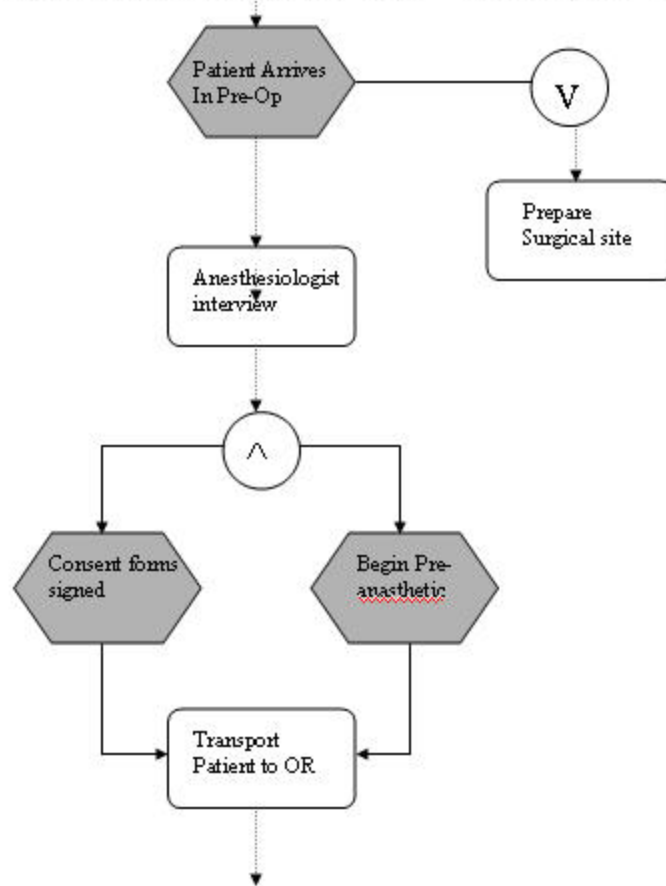 Patient Arrives
In Pre-Op
V
Prepare
Surgical site
Anesthesiologist
interview
^
Consent forms
signed
Begin Pre-
anasthetic
Transport
Patient to OR